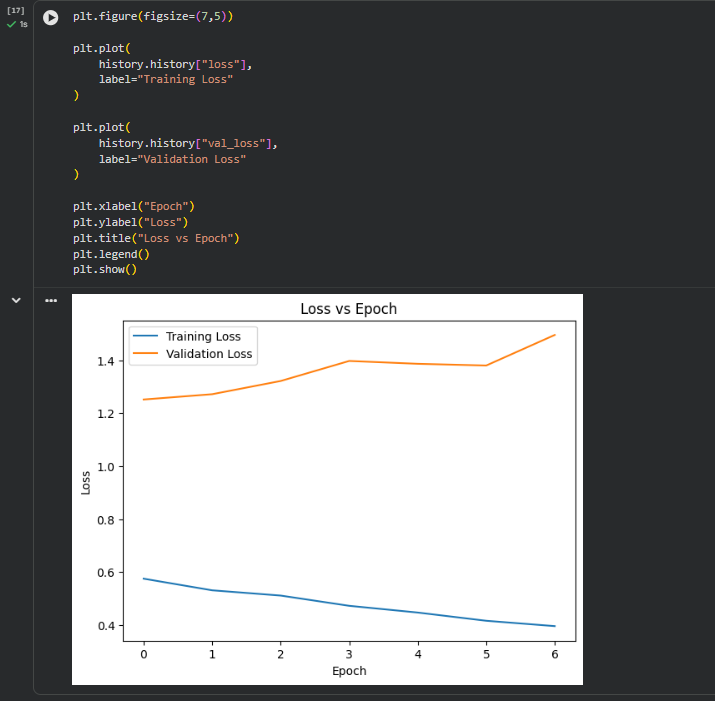 [17]
1s
plt.figure(figsize=(7,5))
plt.plot(
history.history["loss"],
label="Training Loss"
)
plt.plot(
history.history["val_loss"],
label="Validation Loss"
)
plt.xlabel("Epoch")
plt.ylabel("Loss")
plt.title("Loss vs Epoch")
plt.legend()
plt.show()
Loss vs Epoch
Training Loss
Validation Loss
1.4
1.2
1.0
0.8
0.6
0.4
Loss
0 1 2 3 4 5 6
Epoch